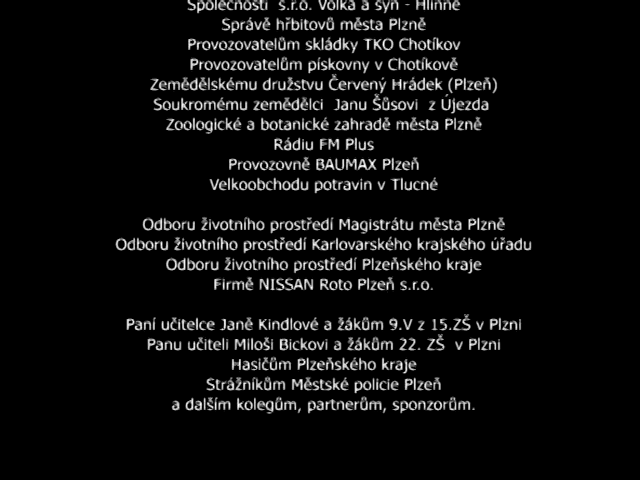 Společnosti s.r.o. Volka a syn - Hlinné
Správě hřbitovů města Plzně
Provozovatelům skládky TKO Chotíkov
Provozovatelům pískovny v Chotíkově
Zemědělskému družstvu Červený Hrádek (Plzeň)
Soukromému zemědělci Janu Šůsovi z Újezda
Zoologické a botanické zahradě města Plzně
Rádiu FM Plus
Provozovně BAUMAX Plzeň
Velkoobchodu potravin v Tlucné
Odboru životního prostředí Magistrátu města Plzně
Odboru životního prostředí Karlovarského krajského úřadu
Odboru životního prostředí Plzeňského kraje
Firmě NISSAN Roto Plzeň s.r.o.
Paní učitelce Janě Kindlové a žákům 9.V z 15.ZŠ v Plzni
Panu učiteli Miloši Bickovi a žákům 22. ZŠ v Plzni
Hasičům Plzeňského kraje
Strážníkům Městské policie Plzeň
a dalším kolegům, partnerům, sponzorům.